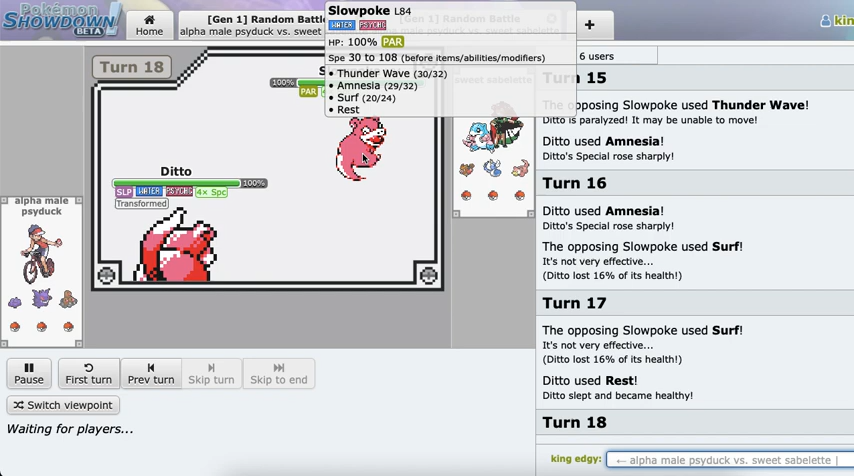 Pokémon
SHOWDOWN
BETA!
Home
[Gen 1] Random Battle
alpha male psyduck vs. sweet sabelette
+
kin
Slowpoke L84
WATER PSYCHC
HP: 100% PAR
Spe 30 to 108 (before items/abilities/modifiers)
• Thunder Wave (30/32)
• Amnesia (29/32)
• Surf (20/24)
• Rest
Turn 18
100%
PAR
Ditto
100%
SLP WATER PSYCHC 4× Spc
Transformed
alpha male
psyduck
sweet sabelette
6 users
Turn 15
The opposing Slowpoke used Thunder Wave!
Ditto is paralyzed! It may be unable to move!
Ditto used Amnesia!
Ditto's Special rose sharply!
Turn 16
Ditto used Amnesia!
Ditto's Special rose sharply!
The opposing Slowpoke used Surf!
It's not very effective...
(Ditto lost 16% of its health!)
Turn 17
The opposing Slowpoke used Surf!
It's not very effective...
(Ditto lost 16% of its health!)
Ditto used Rest!
Ditto slept and became healthy!
Turn 18
Pause
First turn
Prev turn
Skip turn
Skip to end
Switch viewpoint
Waiting for players...
king edgy: ← alpha male psyduck vs. sweet sabelette |